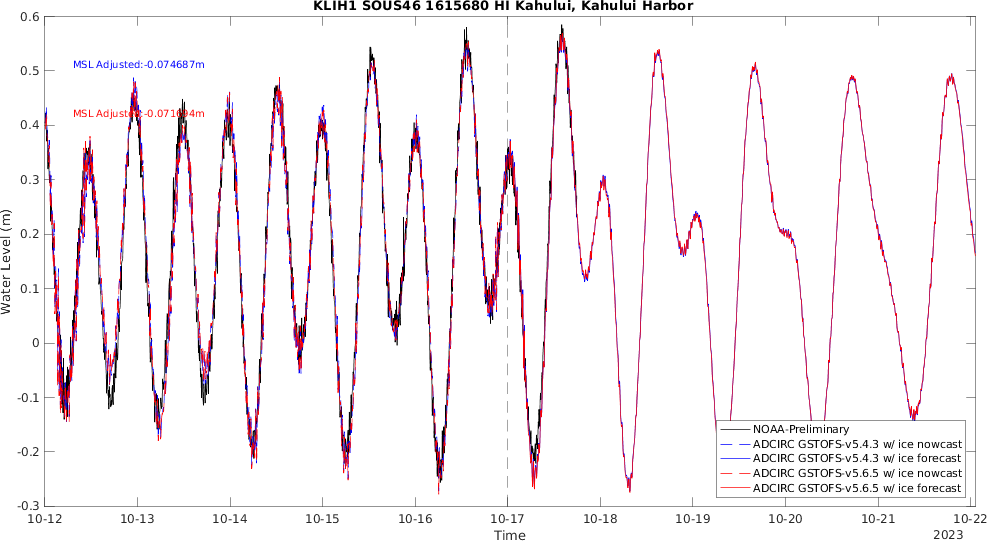 KLIH1 SOUS46 1615680 HI Kahului, Kahului Harbor
0.6
0.5
0.4
0.3
0.2
0.1
0
-0.1
-0.2
-0.3
Water Level (m)
MSL Adjusted:-0.074687m
MSL Adjusted:-0.071694m
NOAA-Preliminary
ADCIRC GSTOFS-v5.4.3 w/ ice nowcast
ADCIRC GSTOFS-v5.4.3 w/ ice forecast
ADCIRC GSTOFS-v5.6.5 w/ ice nowcast
ADCIRC GSTOFS-v5.6.5 w/ ice forecast
10-12 10-13 10-14 10-15 10-16 10-17 10-18 10-19 10-20 10-21 10-22
Time
2023